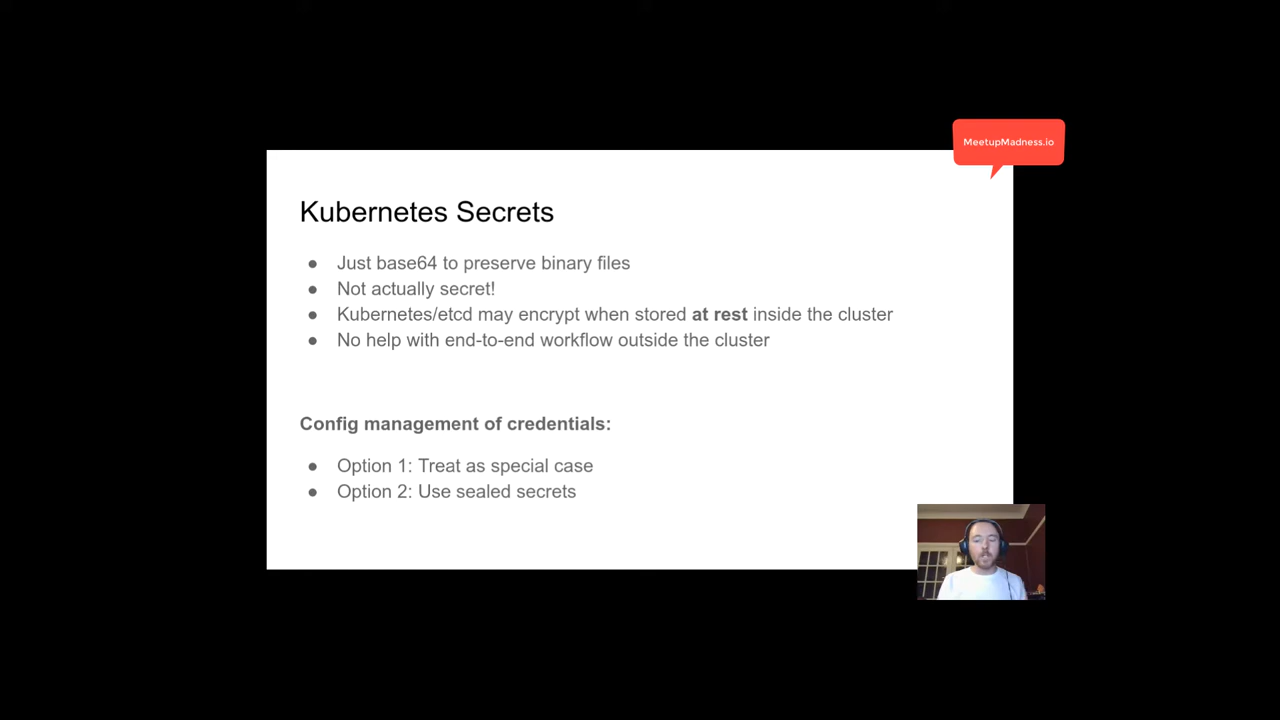 MeetupMadness.io
Kubernetes Secrets
● Just base64 to preserve binary files
● Not actually secret!
● Kubernetes/etcd may encrypt when stored at rest inside the cluster
● No help with end-to-end workflow outside the cluster
Config management of credentials:
● Option 1: Treat as special case
● Option 2: Use sealed secrets